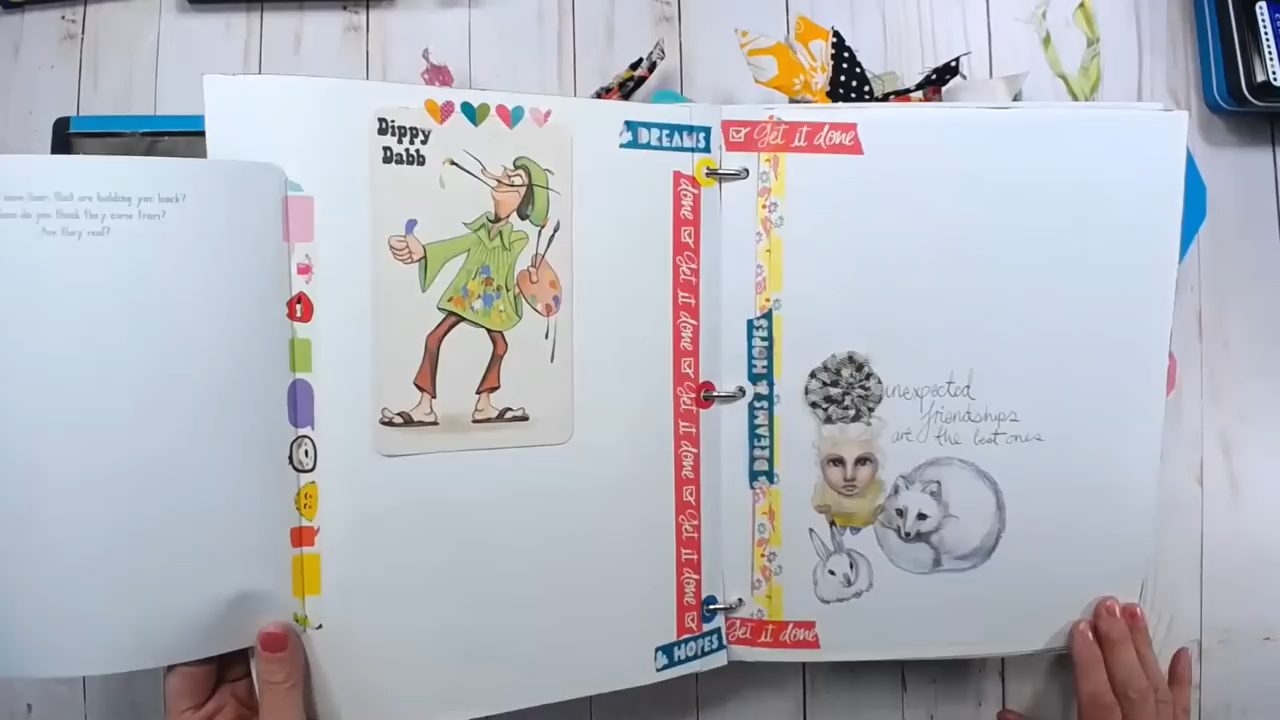 that are holding you back?
do you think they come from?
Are they real?
Dippy
Dabb
& DREAMS
done Get it done Get it done Get it done
& HOPES
Get it done
& DREAMS & HOPES
Get it done
unexpected
friendships
are the best ones